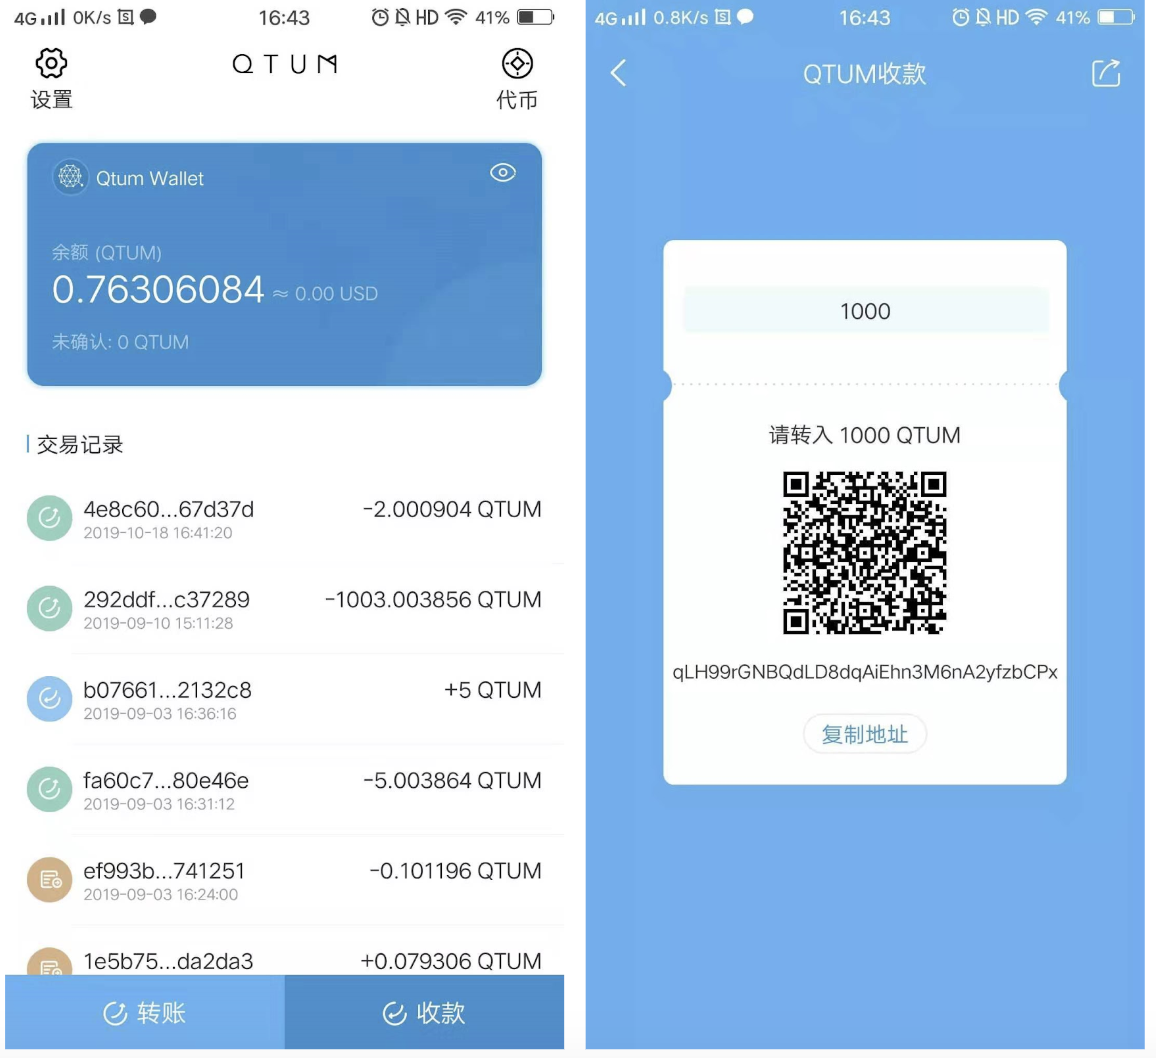 4G 0K/s 16:43 HD 41%
QTUM
设置
代币
Qtum Wallet
余额 (QTUM)
0.76306084 ≈ 0.00 USD
未确认: 0 QTUM
交易记录
4e8c60...67d37d -2.000904 QTUM
2019-10-18 16:41:20
292ddf...c37289 -1003.003856 QTUM
2019-09-10 15:11:28
b07661...2132c8 +5 QTUM
2019-09-03 16:36:16
fa60c7...80e46e -5.003864 QTUM
2019-09-03 16:31:12
ef993b...741251 -0.101196 QTUM
2019-09-03 16:24:00
1e5b75...da2da3 +0.079306 QTUM
转账
收款
4G 0.8K/s 16:43 HD 41%
QTUM收款
1000
请转入 1000 QTUM
qLH99rGNBQdLD8dqAiEhn3M6nA2yfzbCPx
复制地址